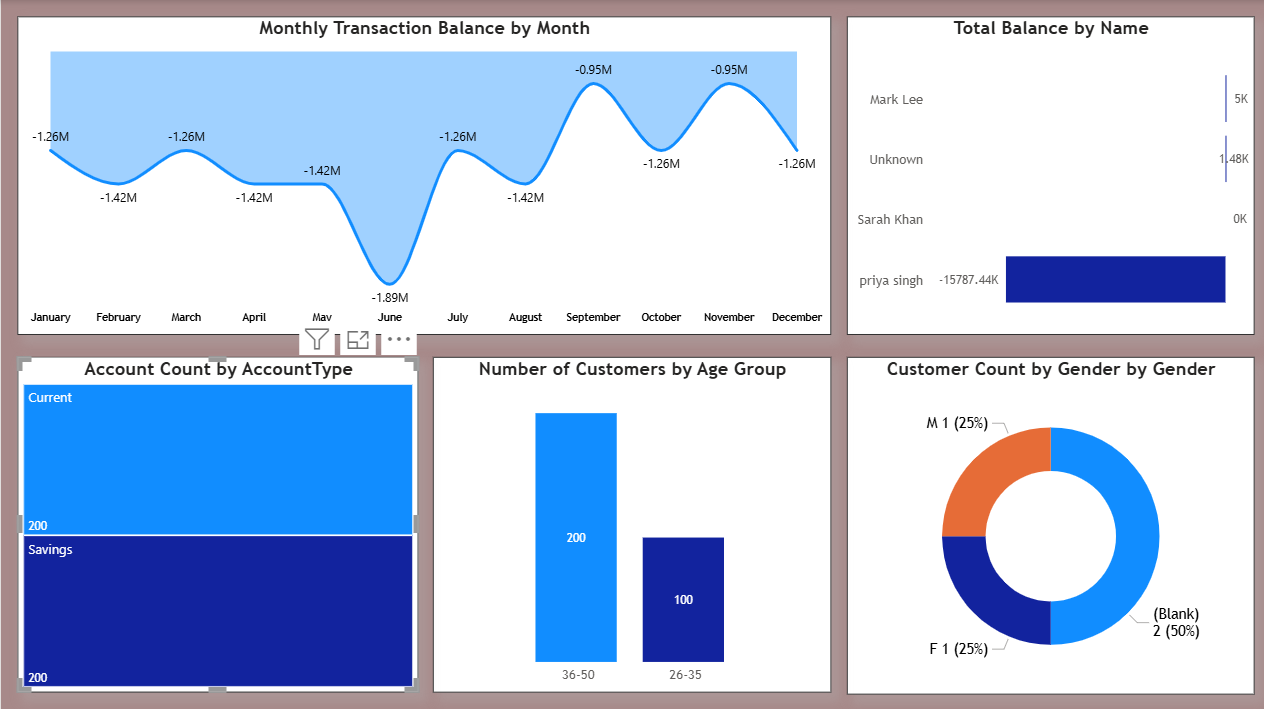 Monthly Transaction Balance by Month
-1.26M
-1.42M
-1.26M
-1.42M
-1.42M
-1.89M
-1.26M
-1.42M
-0.95M
-1.26M
-0.95M
-1.26M
January
February
March
April
May
June
July
August
September
October
November
December
Total Balance by Name
Mark Lee
5K
Unknown
1.48K
Sarah Khan
0K
priya singh
-15787.44K
Account Count by AccountType
Current
200
Savings
200
Number of Customers by Age Group
200
100
36-50
26-35
Customer Count by Gender by Gender
M 1 (25%)
F 1 (25%)
(Blank)
2 (50%)